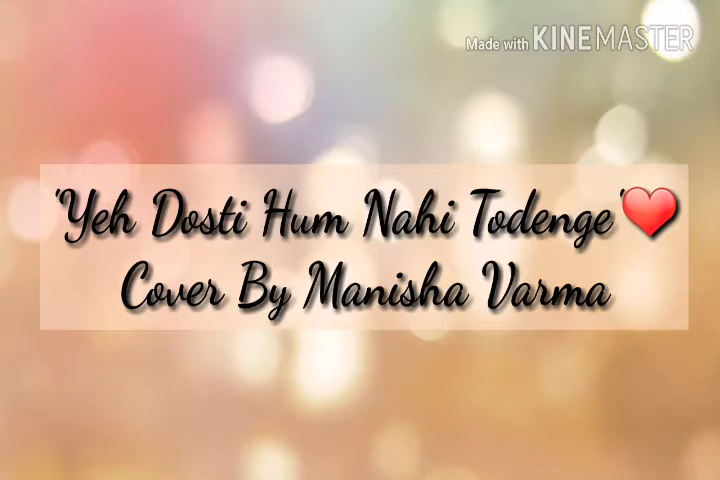 Made with KINEMASTER
'Yeh Dosti Hum Nahi Todenge'❤
Cover By Manisha Varma